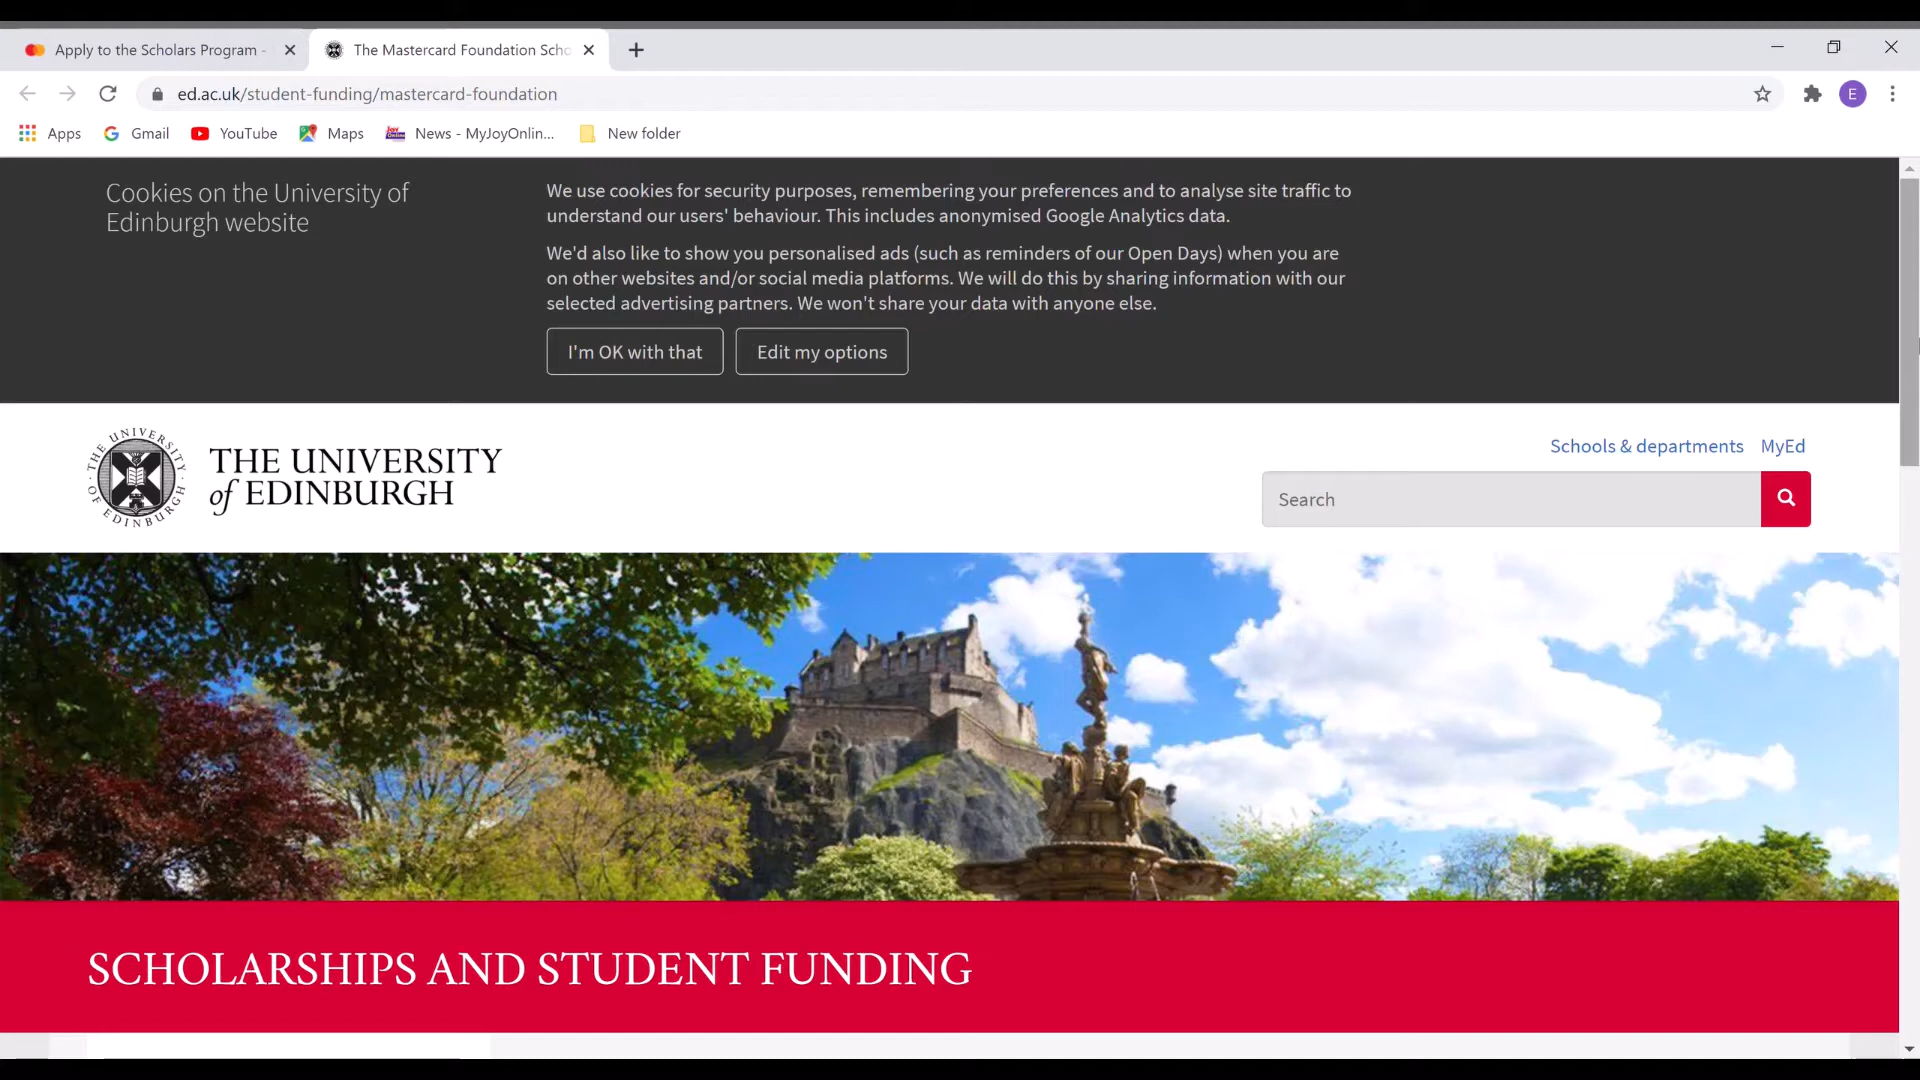 Apply to the Scholars Program -
The Mastercard Foundation Scho
ed.ac.uk/student-funding/mastercard-foundation
E
Apps
Gmail
YouTube
Maps
News - MyJoyOnlin...
New folder
Cookies on the University of
Edinburgh website
We use cookies for security purposes, remembering your preferences and to analyse site traffic to
understand our users' behaviour. This includes anonymised Google Analytics data.
We'd also like to show you personalised ads (such as reminders of our Open Days) when you are
on other websites and/or social media platforms. We will do this by sharing information with our
selected advertising partners. We won't share your data with anyone else.
I'm OK with that
Edit my options
THE UNIVERSITY OF EDINBURGH
THE UNIVERSITY
of EDINBURGH
Schools & departments
MyEd
Search
SCHOLARSHIPS AND STUDENT FUNDING